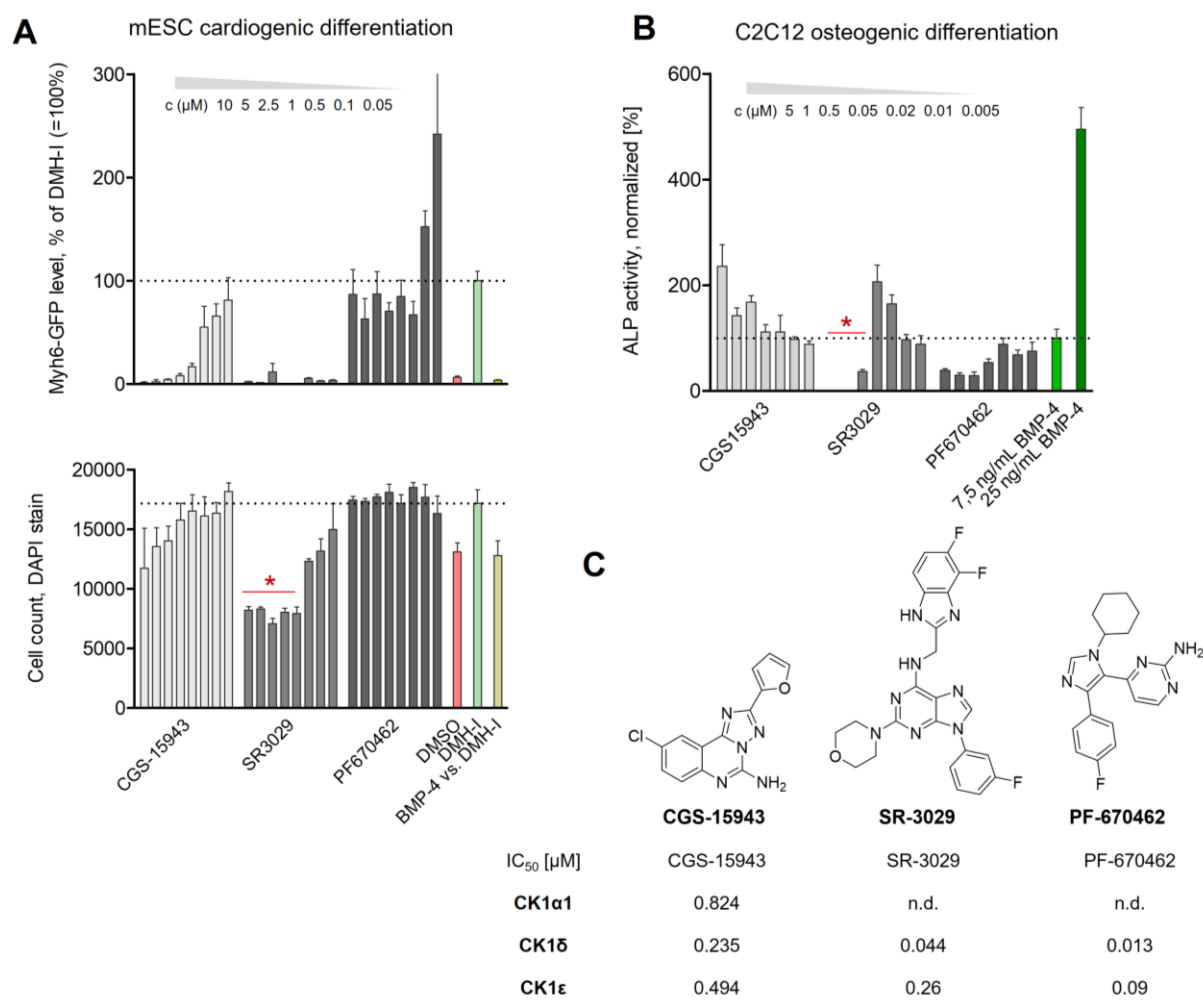 A
mESC cardiogenic differentiation
Myh6-GFP level, % of DMH-I (=100%)
300
200
100
0
c (µM) 10 5 2.5 1 0.5 0.1 0.05
Cell count, DAPI stain
20000
15000
10000
5000
0
*
CGS-15943
SR3029
PF670462
DMSO
DMH-I
BMP-4 vs. DMH-I
B
C2C12 osteogenic differentiation
ALP activity, normalized [%]
600
400
200
0
c (µM) 5 1 0.5 0.05 0.02 0.01 0.005
*
CGS15943
SR3029
PF670462
7,5 ng/mL BMP-4
25 ng/mL BMP-4
C
Cl
O
N
N
N
N
NH2
F
F
HN
N
HN
N
N
N
N
N
O
F
N
N
N
N
NH2
F
CGS-15943 SR-3029 PF-670462
IC50 [µM] CGS-15943 SR-3029 PF-670462
CK1α1 0.824 n.d. n.d.
CK1δ 0.235 0.044 0.013
CK1ε 0.494 0.26 0.09